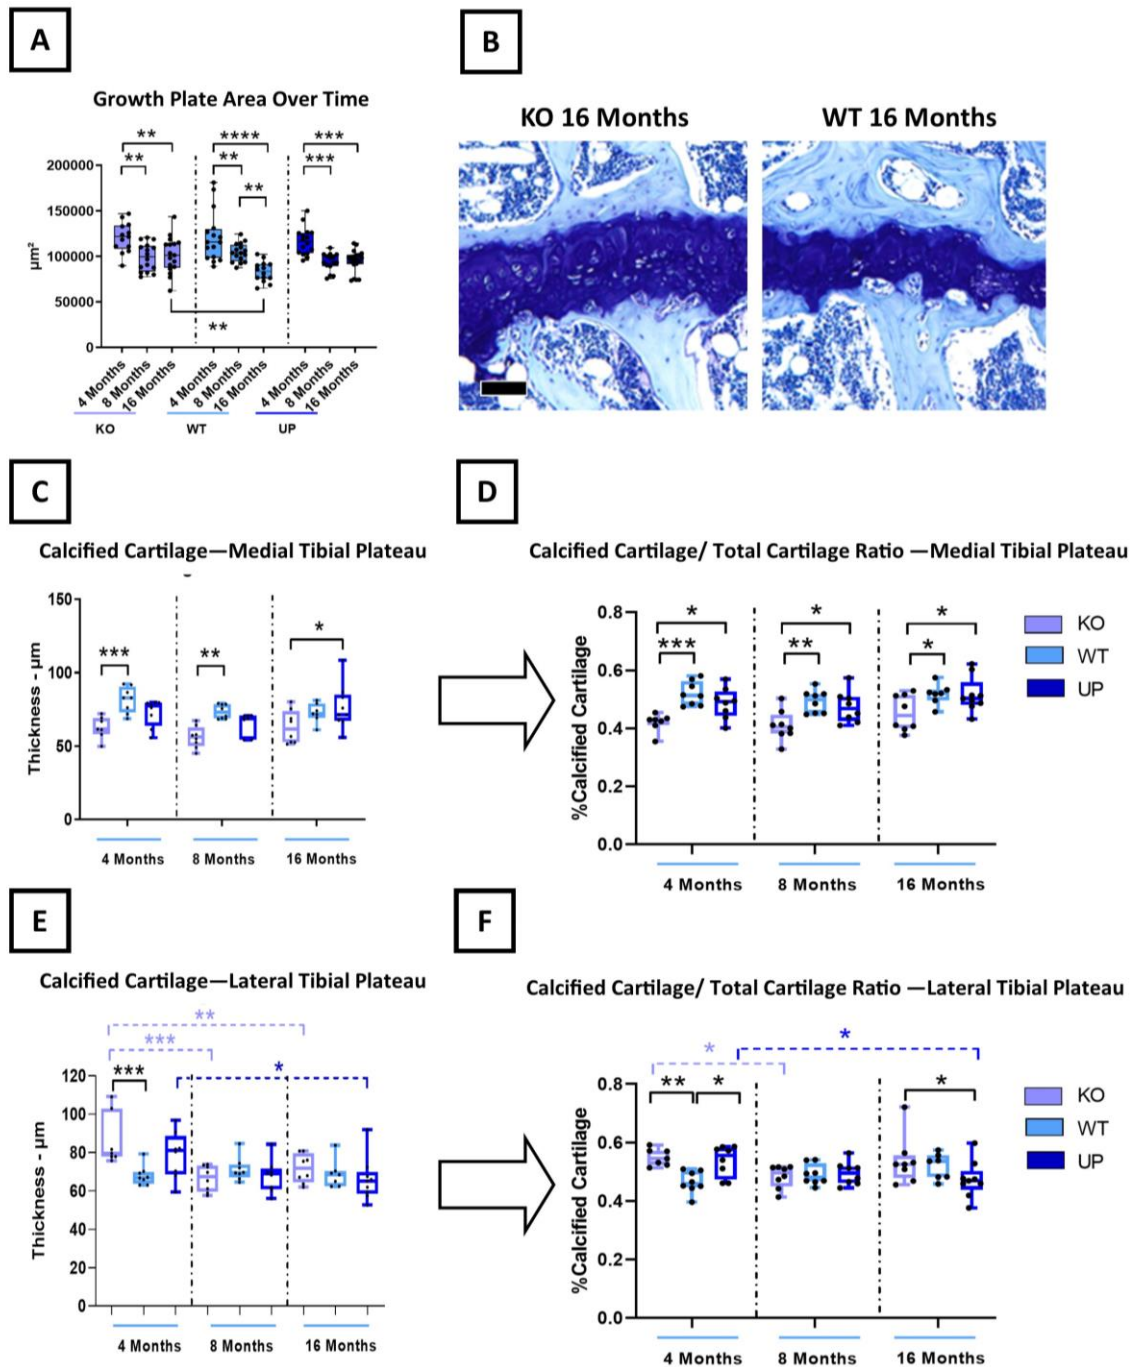 A
Growth Plate Area Over Time
** **** ***
** ** ***
**
200000
150000
100000
50000
0
µm²
**
4 Months 8 Months 16 Months 4 Months 8 Months 16 Months 4 Months 8 Months 16 Months
KO WT UP
B
KO 16 Months WT 16 Months
C
Calcified Cartilage—Medial Tibial Plateau
150
100
50
0
Thickness - µm
*** ** *
4 Months 8 Months 16 Months
D
Calcified Cartilage/ Total Cartilage Ratio —Medial Tibial Plateau
0.8
0.6
0.4
0.2
0.0
%Calcified Cartilage
* * *
*** ** *
4 Months 8 Months 16 Months
KO
WT
UP
E
Calcified Cartilage—Lateral Tibial Plateau
**
***
*** *
120
100
80
60
40
20
0
Thickness - µm
4 Months 8 Months 16 Months
F
Calcified Cartilage/ Total Cartilage Ratio —Lateral Tibial Plateau
* *
** * *
0.8
0.6
0.4
0.2
0.0
%Calcified Cartilage
4 Months 8 Months 16 Months
KO
WT
UP